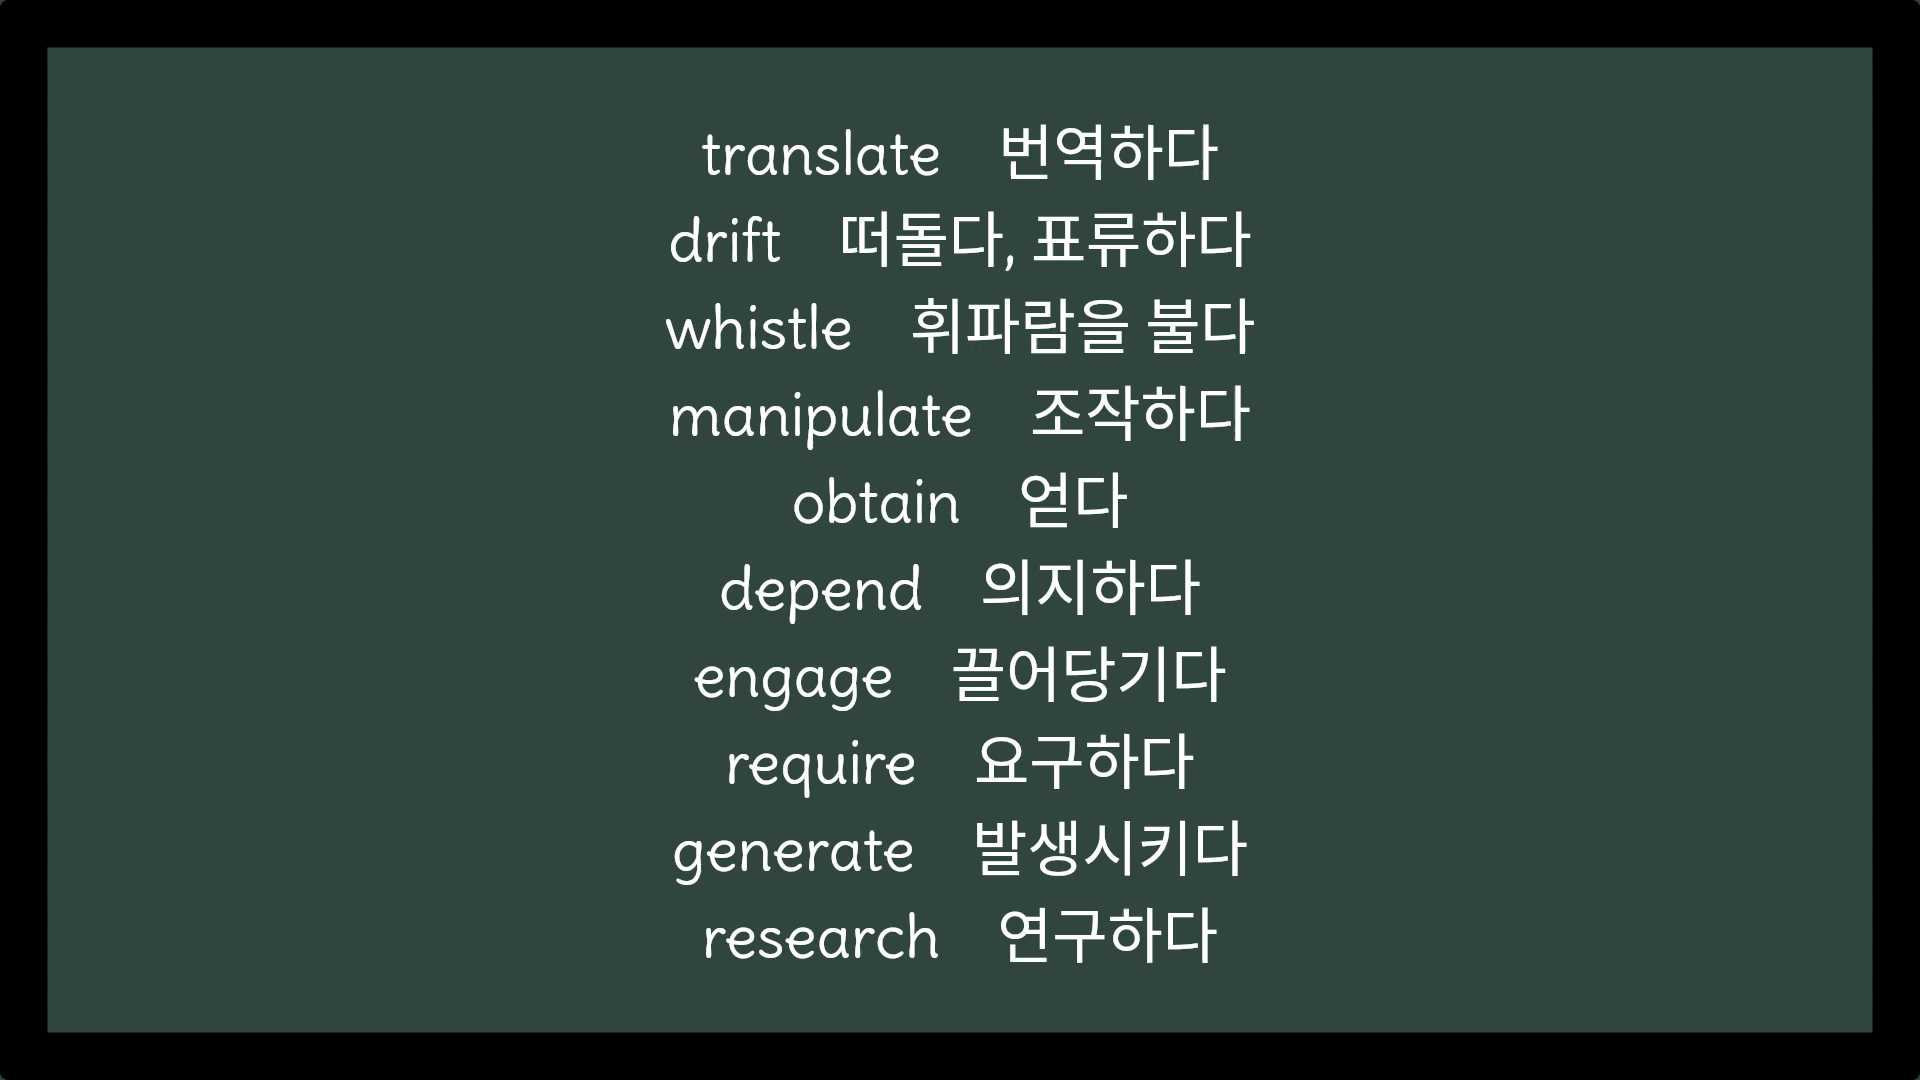 translate 번역하다
drift 떠돌다, 표류하다
whistle 휘파람을 불다
manipulate 조작하다
obtain 얻다
depend 의지하다
engage 끌어당기다
require 요구하다
generate 발생시키다
research 연구하다